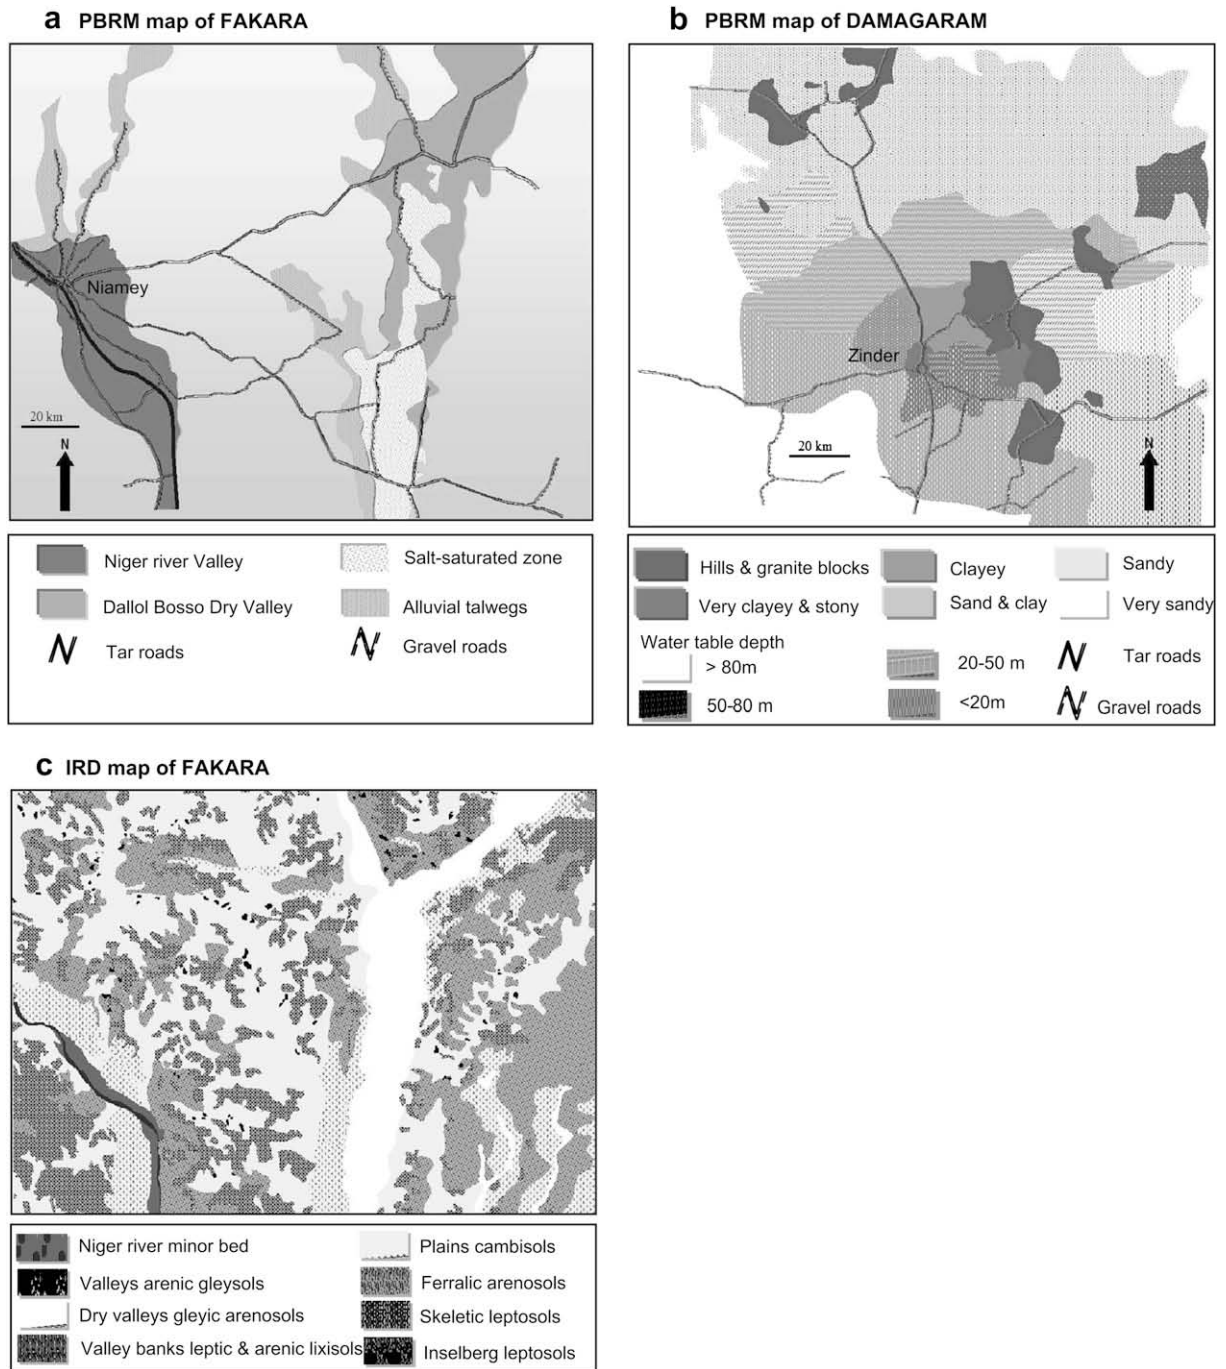 a PBRM map of FAKARA
Niamey
20 km
N
Niger river Valley
Salt-saturated zone
Dallol Bosso Dry Valley
Alluvial talwegs
Tar roads
Gravel roads
b PBRM map of DAMAGARAM
Zinder
20 km
N
Hills & granite blocks
Clayey
Sandy
Very clayey & stony
Sand & clay
Very sandy
Water table depth
> 80m
20-50 m
Tar roads
50-80 m
<20m
Gravel roads
c IRD map of FAKARA
Niger river minor bed
Plains cambisols
Valleys arenic gleysols
Ferralic arenosols
Dry valleys gleyic arenosols
Skeletic leptosols
Valley banks leptic & arenic lixisols
Inselberg leptosols